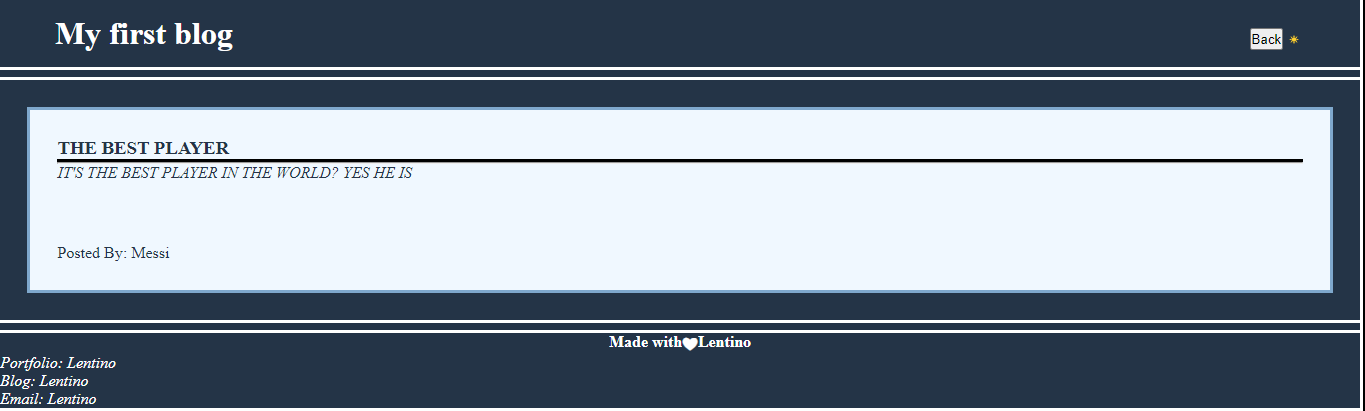 My first blog
Back
THE BEST PLAYER
IT'S THE BEST PLAYER IN THE WORLD? YES HE IS
Posted By: Messi
Made with🤍Lentino
Portfolio: Lentino
Blog: Lentino
Email: Lentino